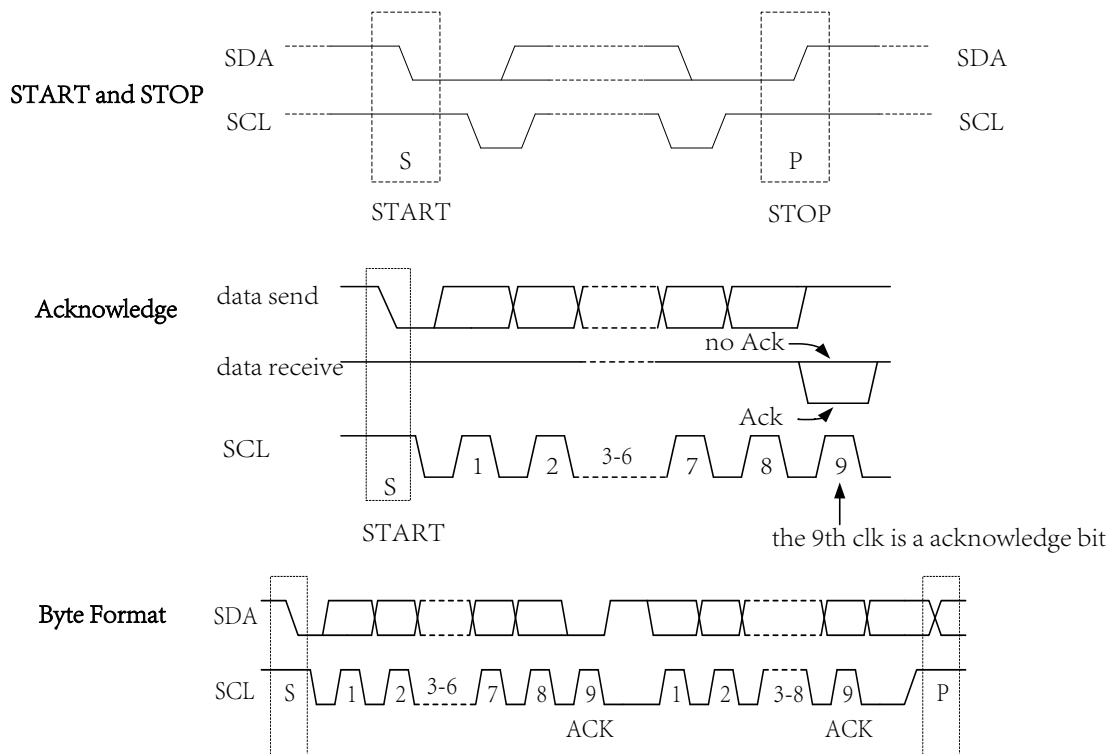 SDA SDA
START and STOP
SCL SCL
S P
START STOP
Acknowledge
data send
no Ack
data receive
Ack
SCL
1 2 3-6 7 8 9
S
START
the 9th clk is a acknowledge bit
Byte Format
SDA
SCL S 1 2 3-6 7 8 9 1 2 3-8 9 P
ACK ACK